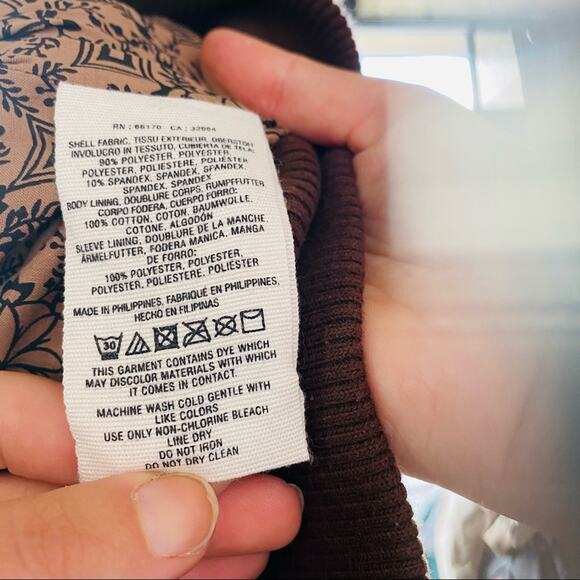 RN : 66170 CA : 32064
SHELL FABRIC, TISSU EXTERIEUR, OBERSTOFF
INVOLUCRO IN TESSUTO, CUBIERTA DE TELA:
90% POLYESTER, POLYESTER,
POLYESTER, POLIESTERE, POLIÉSTER
10% SPANDEX, SPANDEX, SPANDEX,
SPANDEX, SPANDEX
BODY LINING, DOUBLURE CORPS, RUMPFFUTTER
CORPO FODERA, CUERPO FORRO:
100% COTTON, COTON, BAUMWOLLE,
COTONE, ALGODÓN
SLEEVE LINING, DOUBLURE DE LA MANCHE,
ÄRMELFUTTER, FODERA MANICA, MANGA
DE FORRO:
100% POLYESTER, POLYESTER,
POLYESTER, POLIESTERE, POLIÉSTER
MADE IN PHILIPPINES, FABRIQUÉ EN PHILIPPINES,
HECHO EN FILIPINAS
30
THIS GARMENT CONTAINS DYE WHICH
MAY DISCOLOR MATERIALS WITH WHICH
IT COMES IN CONTACT.
MACHINE WASH COLD GENTLE WITH
LIKE COLORS
USE ONLY NON-CHLORINE BLEACH
LINE DRY
DO NOT IRON
DO NOT DRY CLEAN